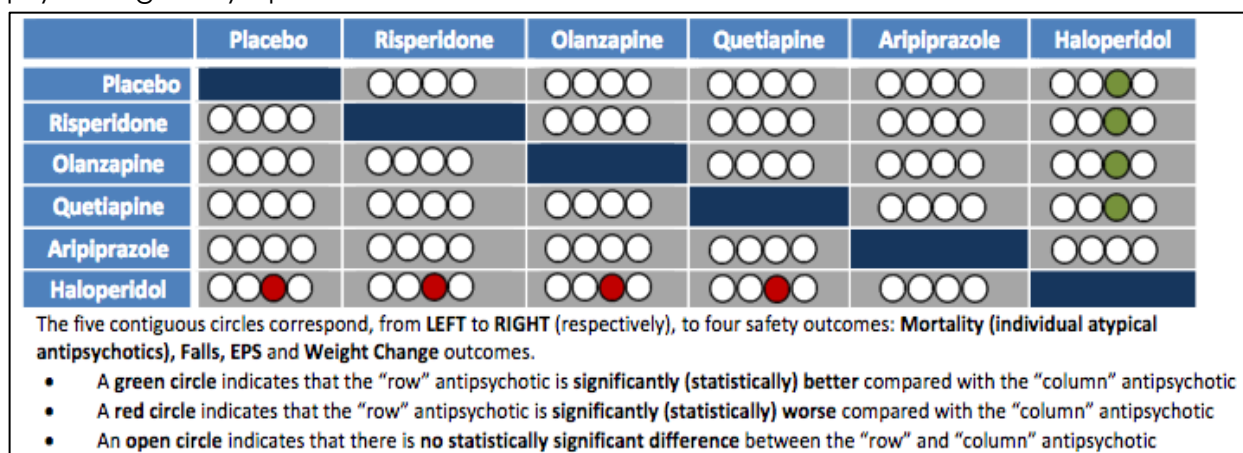 Placebo Risperidone Olanzapine Quetiapine Aripiprazole Haloperidol
Placebo
Risperidone
Olanzapine
Quetiapine
Aripiprazole
Haloperidol
The five contiguous circles correspond, from LEFT to RIGHT (respectively), to four safety outcomes: Mortality (individual atypical
antipsychotics), Falls, EPS and Weight Change outcomes.
• A green circle indicates that the “row” antipsychotic is significantly (statistically) better compared with the “column” antipsychotic
• A red circle indicates that the “row” antipsychotic is significantly (statistically) worse compared with the “column” antipsychotic
• An open circle indicates that there is no statistically significant difference between the “row” and “column” antipsychotic